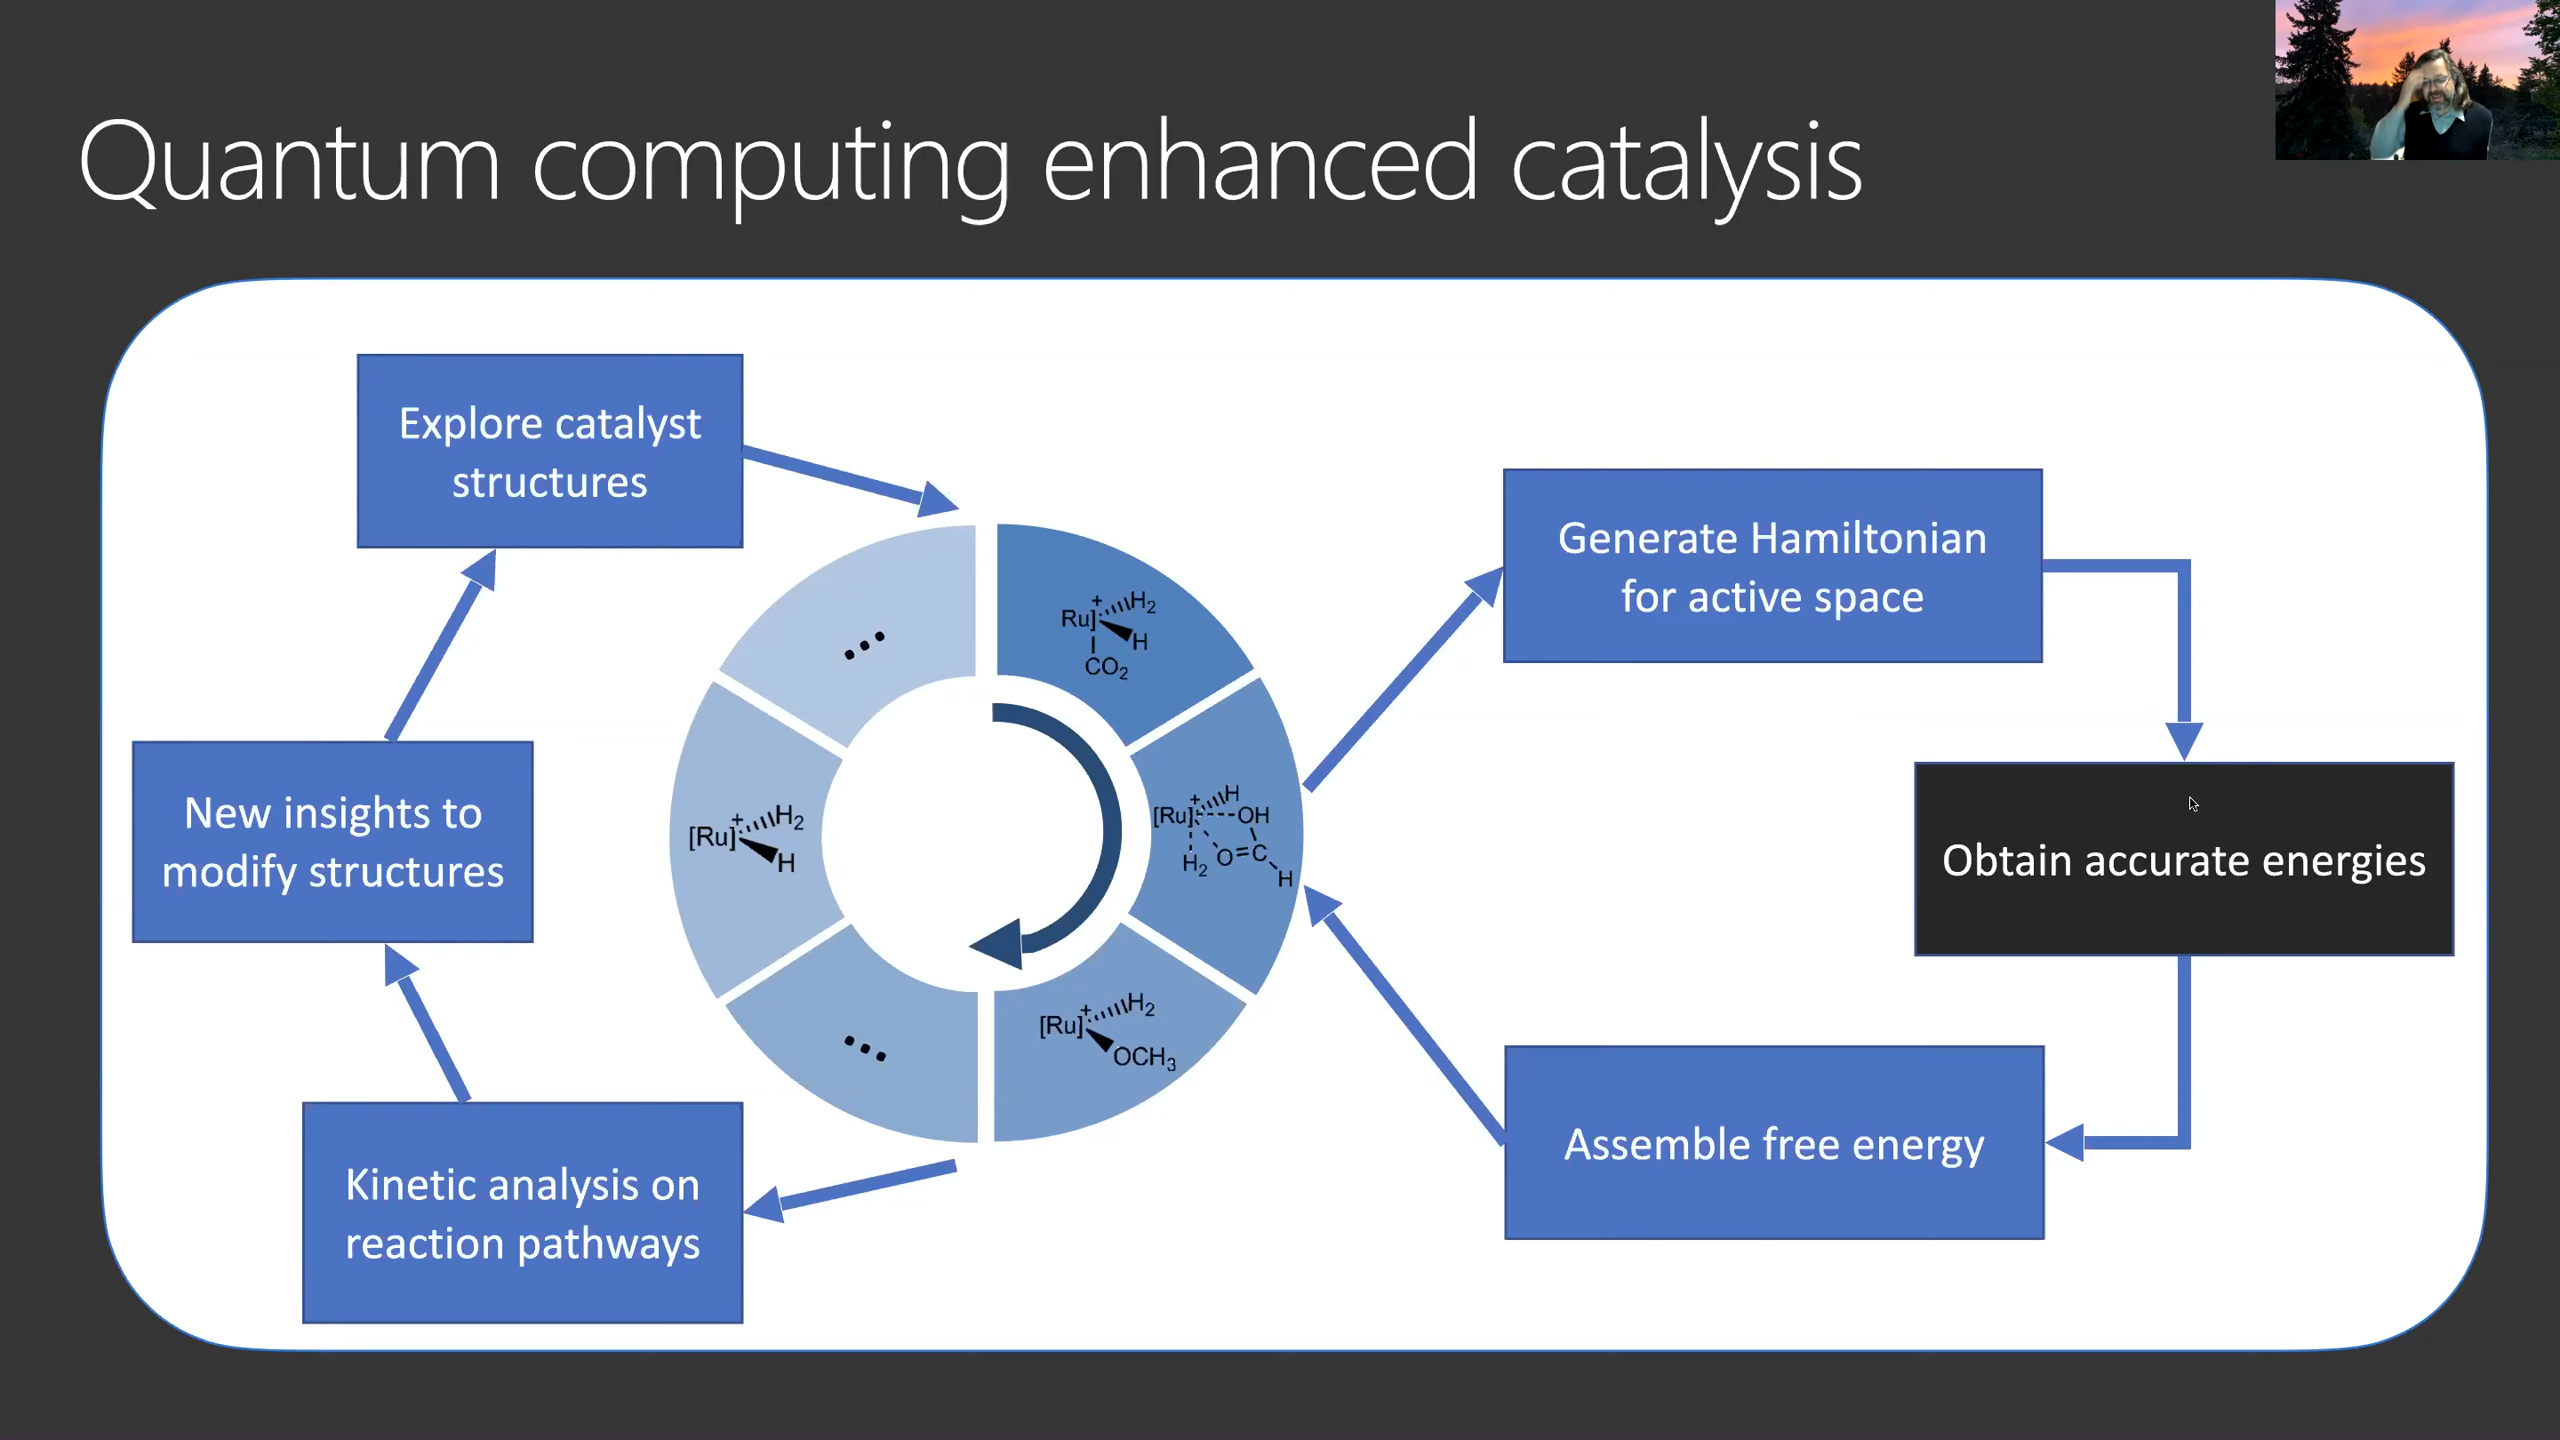 Quantum computing enhanced catalysis
Explore catalyst
structures
New insights to
modify structures
Kinetic analysis on
reaction pathways
Ru]+ H2
H
CO2
[Ru]+ H
OH
H2 O=C
H
[Ru]+ H2
OCH3
...
[Ru]+ H2
H
...
Generate Hamiltonian
for active space
Obtain accurate energies
Assemble free energy